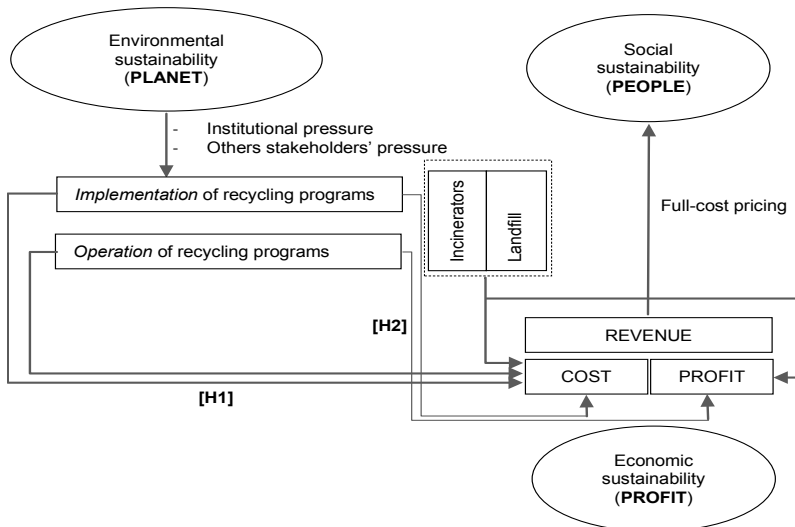 Environmental
sustainability
(PLANET)
Social
sustainability
(PEOPLE)
- Institutional pressure
- Others stakeholders' pressure
Implementation of recycling programs
Operation of recycling programs
Incinerators
Landfill
Full-cost pricing
[H2]
REVENUE
COST
PROFIT
[H1]
Economic
sustainability
(PROFIT)